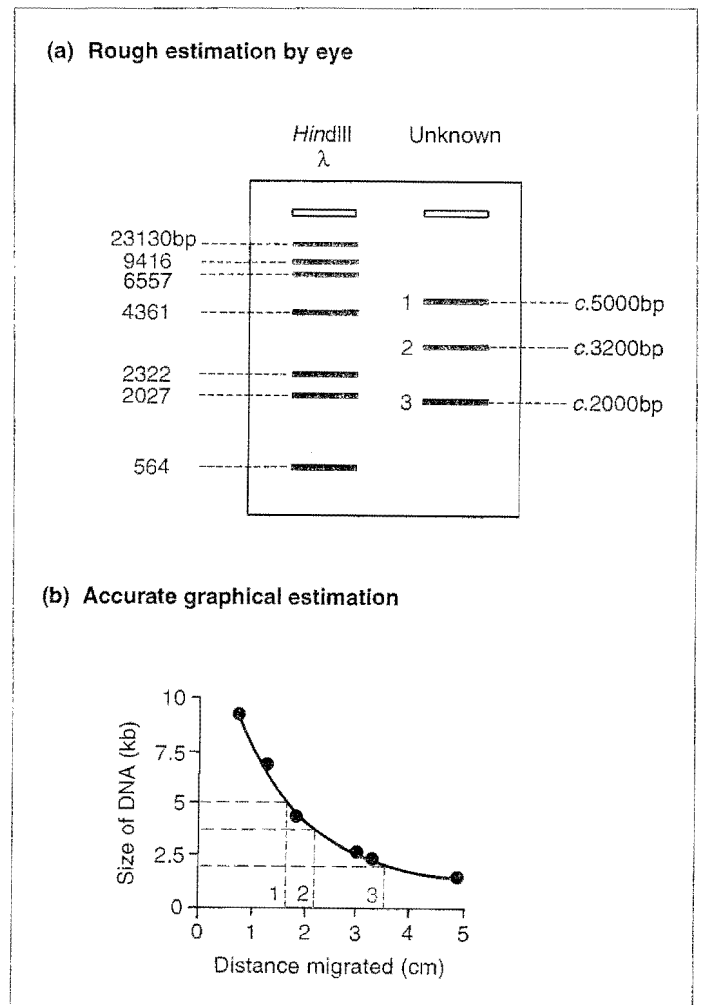 (a) Rough estimation by eye
HindIII
λ
Unknown
23130bp
9416
6557
4361
2322
2027
564
1
c.5000bp
2
c.3200bp
3
c.2000bp
(b) Accurate graphical estimation
Size of DNA (kb)
10
7.5
5
2.5
0
1
2
3
0
1
2
3
4
5
Distance migrated (cm)